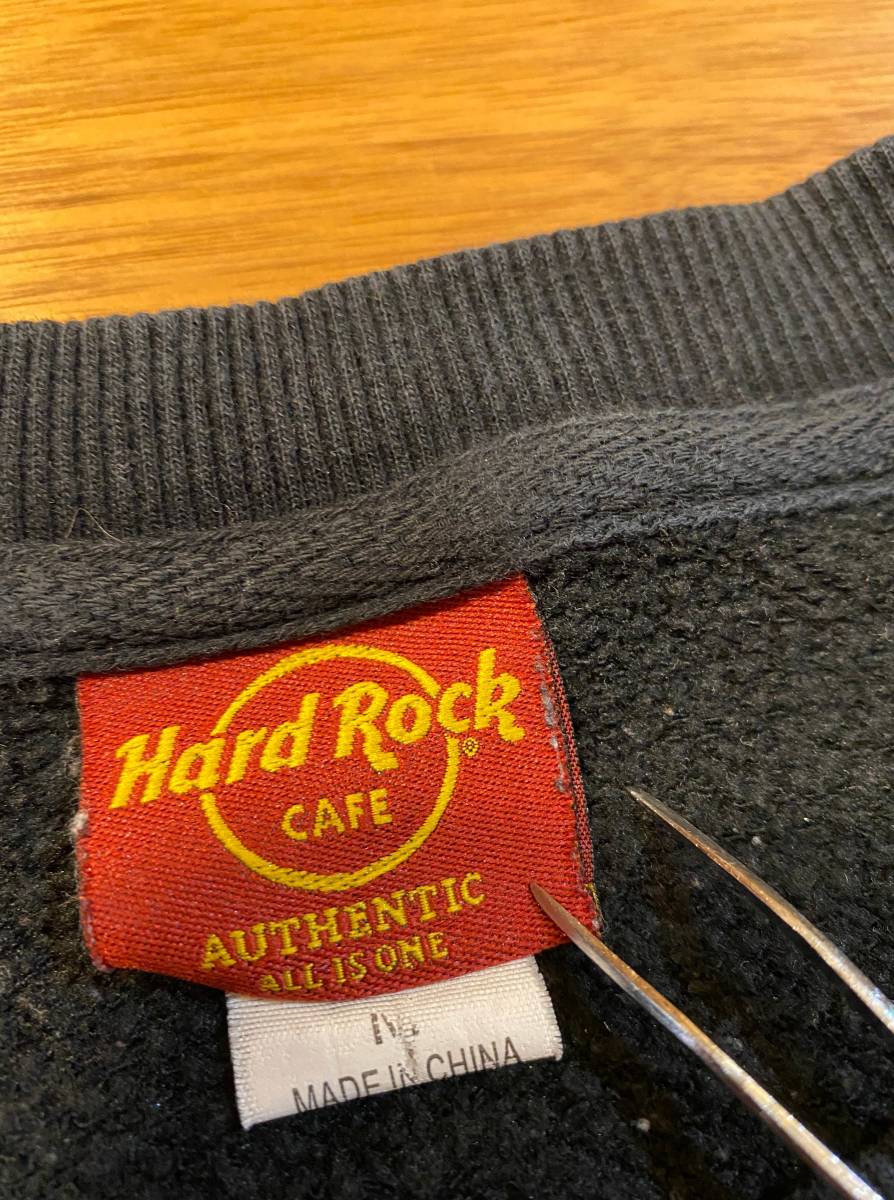 Hard Rock
®
CAFE
AUTHENTIC
ALL IS ONE
M
MADE IN CHINA